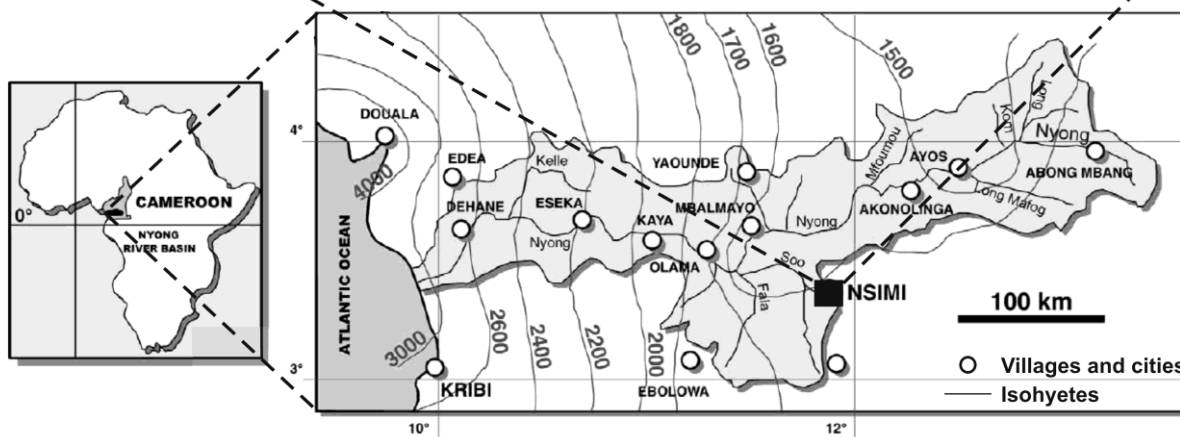 0°
CAMEROON
NYONG
RIVER BASIN
4°
3°
10°
12°
ATLANTIC OCEAN
DOUALA
4000
3000
2600
2400
2200
2000
1800
1700
1600
1500
EDEA
DEHANE
Kelle
ESEKA
Nyong
KAYA
OLAMA
YAOUNDE
MBALMAYO
Nyong
Soo
Fala
Mfoumou
AYOS
AKONOLINGA
Long Mafog
Kom
Long
Nyong
ABONG MBANG
NSIMI
KRIBI
EBOLOWA
100 km
Villages and cities
Isohyetes